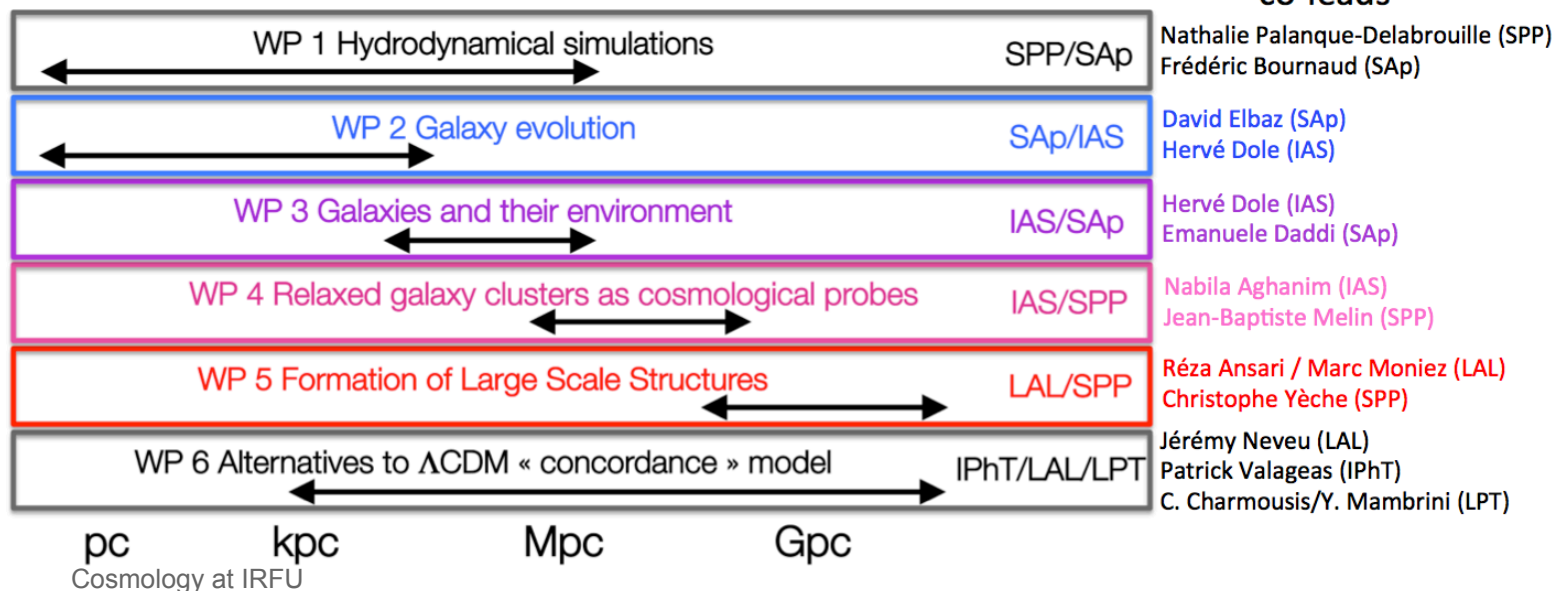 co-leads
WP 1 Hydrodynamical simulations SPP/SAp
Nathalie Palanque-Delabrouille (SPP)
Frédéric Bournaud (SAp)
WP 2 Galaxy evolution SAp/IAS
David Elbaz (SAp)
Hervé Dole (IAS)
WP 3 Galaxies and their environment IAS/SAp
Hervé Dole (IAS)
Emanuele Daddi (SAp)
WP 4 Relaxed galaxy clusters as cosmological probes IAS/SPP
Nabila Aghanim (IAS)
Jean-Baptiste Melin (SPP)
WP 5 Formation of Large Scale Structures LAL/SPP
Réza Ansari / Marc Moniez (LAL)
Christophe Yèche (SPP)
WP 6 Alternatives to ΛCDM « concordance » model IPhT/LAL/LPT
Jérémy Neveu (LAL)
Patrick Valageas (IPhT)
C. Charmousis/Y. Mambrini (LPT)
pc kpc Mpc Gpc
Cosmology at IRFU